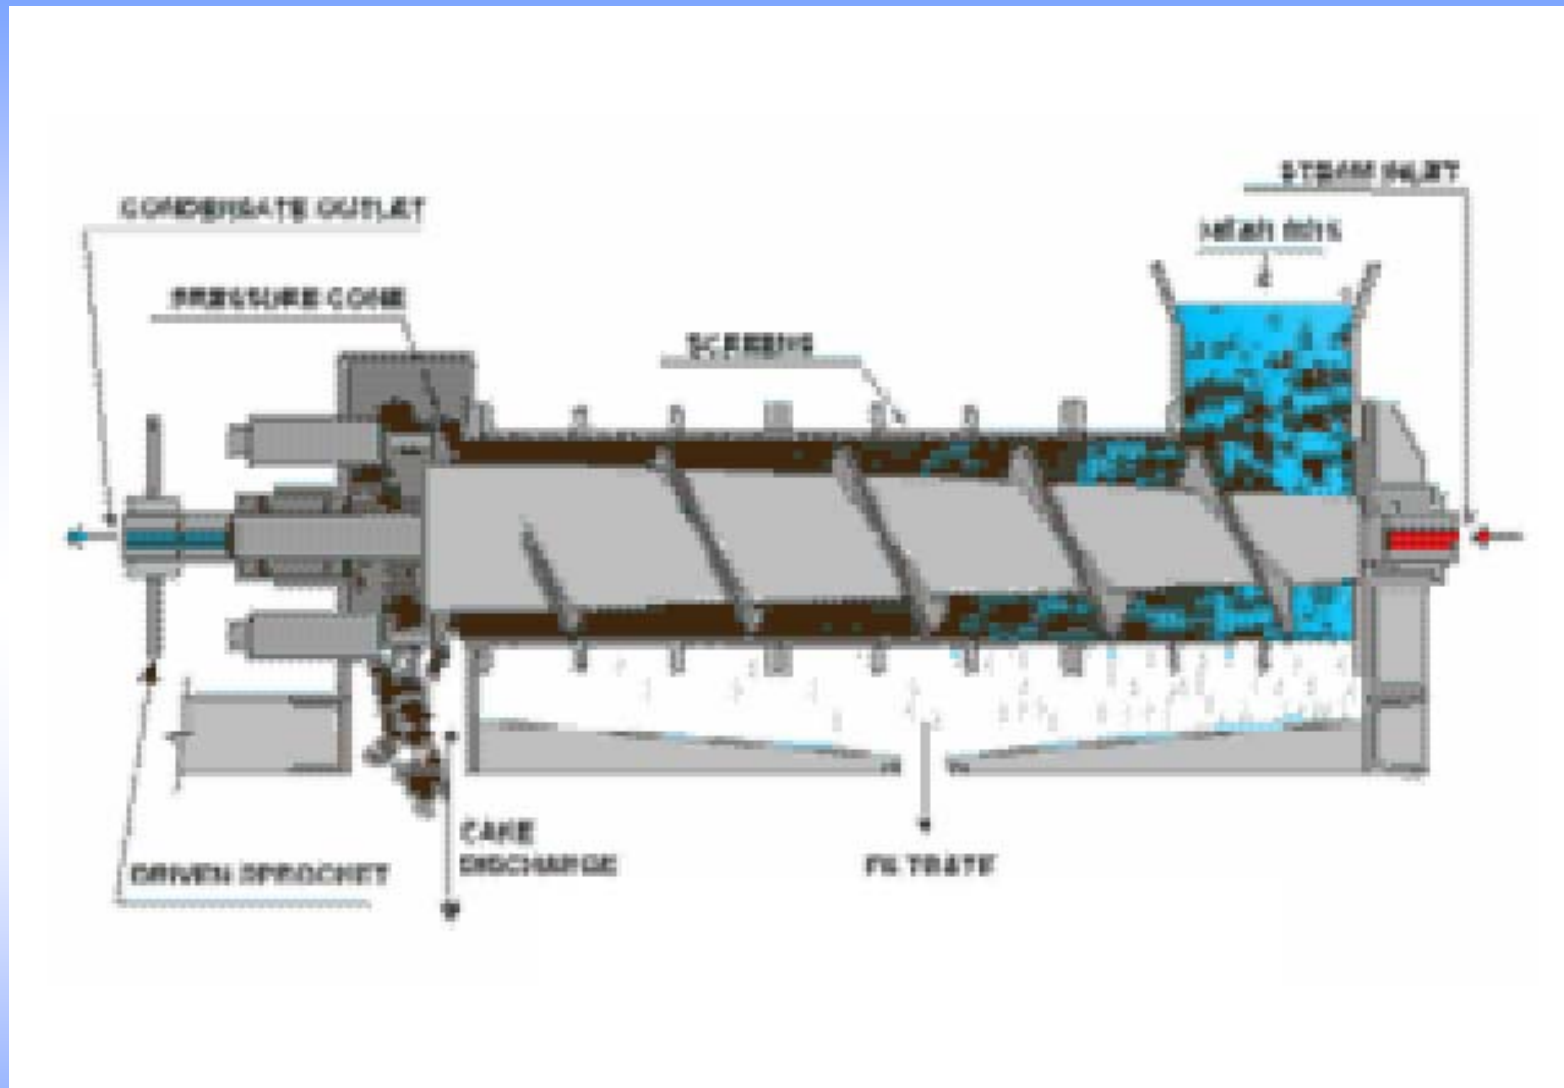 STEAM INLET
CONDENSATE OUTLET
PRESSURE CONE
SCREENS
CAKE
DISCHARGE
FILTRATE
DRIVEN SPROCKET